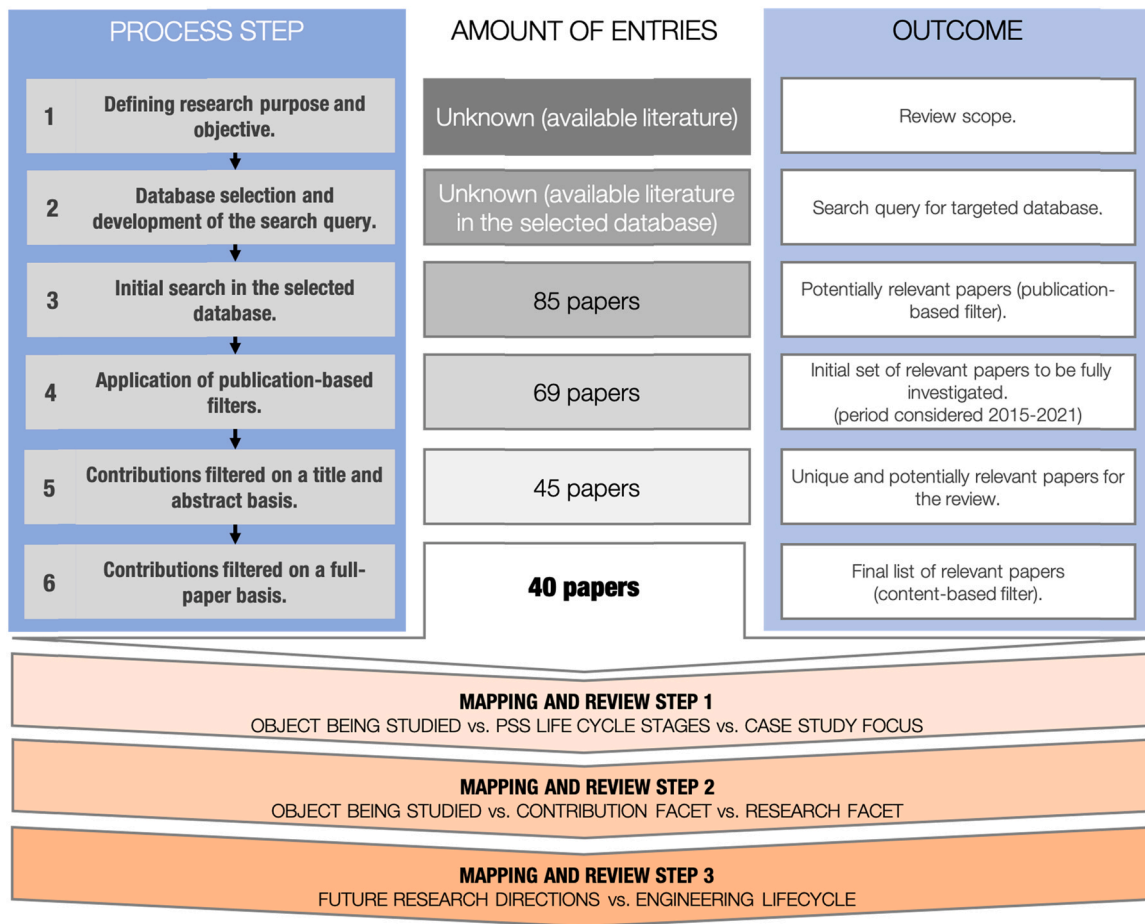 PROCESS STEP
AMOUNT OF ENTRIES
OUTCOME
1
Defining research purpose and
objective.
Unknown (available literature)
Review scope.
2
Database selection and
development of the search query.
Unknown (available literature
in the selected database)
Search query for targeted database.
3
Initial search in the selected
database.
85 papers
Potentially relevant papers (publication-
based filter).
4
Application of publication-based
filters.
69 papers
Initial set of relevant papers to be fully
investigated.
(period considered 2015-2021)
5
Contributions filtered on a title and
abstract basis.
45 papers
Unique and potentially relevant papers for
the review.
6
Contributions filtered on a full-
paper basis.
40 papers
Final list of relevant papers
(content-based filter).
MAPPING AND REVIEW STEP 1
OBJECT BEING STUDIED vs. PSS LIFE CYCLE STAGES vs. CASE STUDY FOCUS
MAPPING AND REVIEW STEP 2
OBJECT BEING STUDIED vs. CONTRIBUTION FACET vs. RESEARCH FACET
MAPPING AND REVIEW STEP 3
FUTURE RESEARCH DIRECTIONS vs. ENGINEERING LIFECYCLE